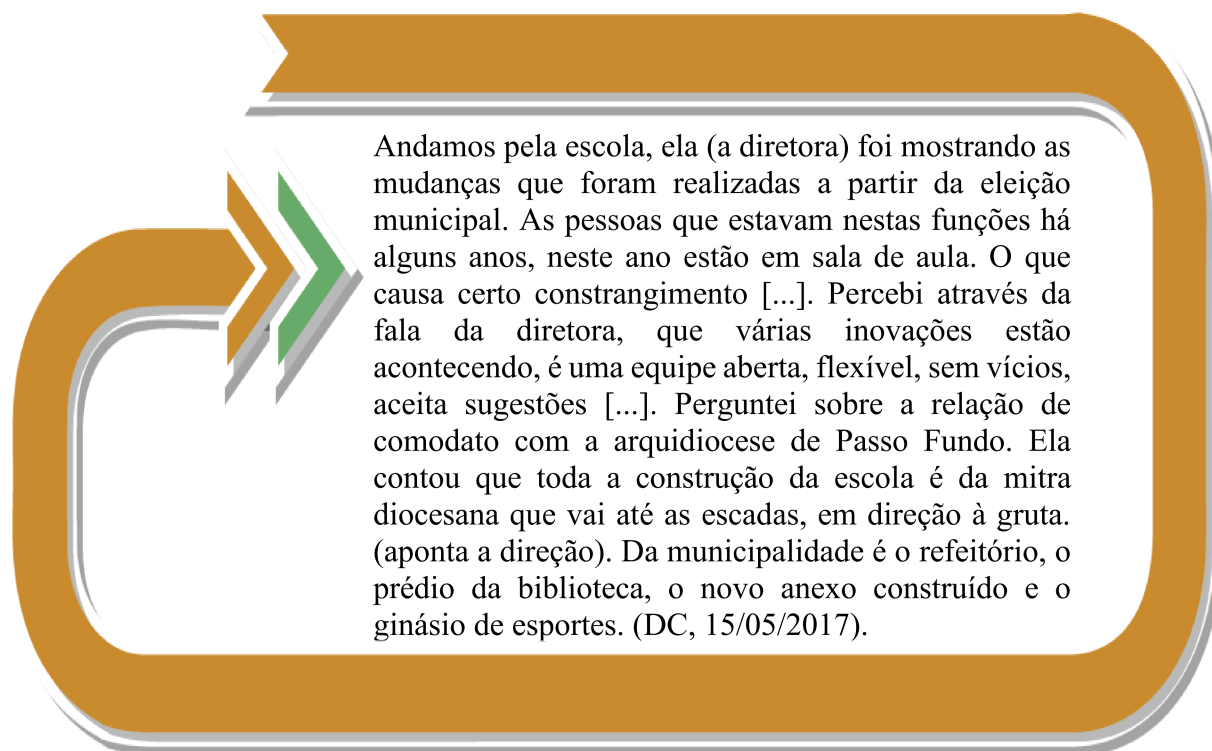 Andamos pela escola, ela (a diretora) foi mostrando as
mudanças que foram realizadas a partir da eleição
municipal. As pessoas que estavam nestas funções há
alguns anos, neste ano estão em sala de aula. O que
causa certo constrangimento [...]. Percebi através da
fala da diretora, que várias inovações estão
acontecendo, é uma equipe aberta, flexível, sem vícios,
aceita sugestões [...]. Perguntei sobre a relação de
comodato com a arquidiocese de Passo Fundo. Ela
contou que toda a construção da escola é da mitra
diocesana que vai até as escadas, em direção à gruta.
(aponta a direção). Da municipalidade é o refeitório, o
prédio da biblioteca, o novo anexo construído e o
ginásio de esportes. (DC, 15/05/2017).